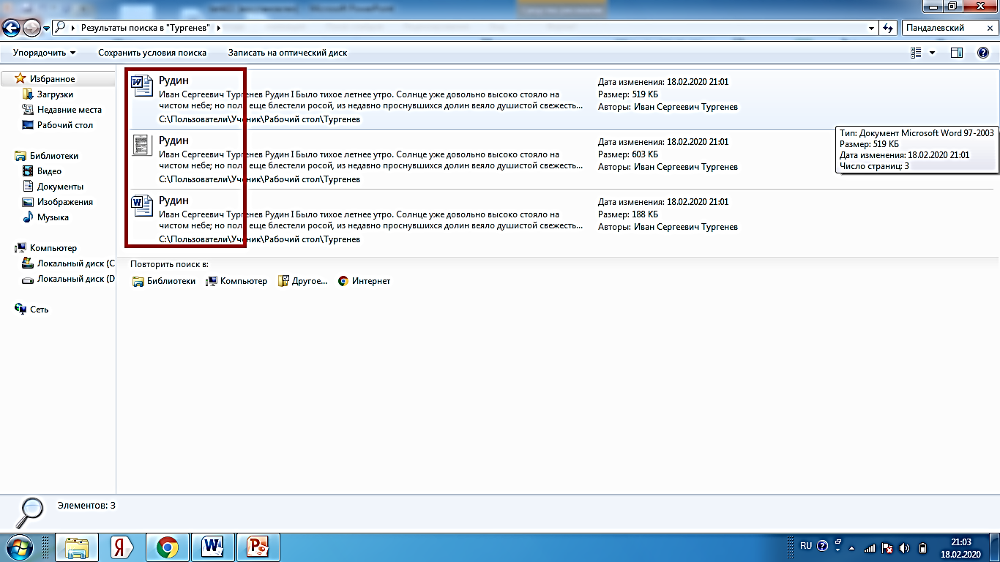 Результаты поиска в "Тургенев"
Пандалевский
Упорядочить
Сохранить условия поиска
Записать на оптический диск
Избранное
Загрузки
Недавние места
Рабочий стол
Библиотеки
Видео
Документы
Изображения
Музыка
Компьютер
Локальный диск (C
Локальный диск (D
Сеть
Рудин
Иван Сергеевич Тургенев Рудин I Было тихое летнее утро. Солнце уже довольно высоко стояло на
чистом небе; но поля еще блестели росой, из недавно проснувшихся долин веяло душистой свежесть...
C:\Пользователи\Ученик\Рабочий стол\Тургенев
Дата изменения: 18.02.2020 21:01
Размер: 519 КБ
Авторы: Иван Сергеевич Тургенев
Рудин
Иван Сергеевич Тургенев Рудин I Было тихое летнее утро. Солнце уже довольно высоко стояло на
чистом небе; но поля еще блестели росой, из недавно проснувшихся долин веяло душистой свежесть...
C:\Пользователи\Ученик\Рабочий стол\Тургенев
Дата изменения: 18.02.2020 21:01
Размер: 603 КБ
Авторы: Иван Сергеевич Тургенев
Тип: Документ Microsoft Word 97-2003
Размер: 519 КБ
Дата изменения: 18.02.2020 21:01
Число страниц: 3
Рудин
Иван Сергеевич Тургенев Рудин I Было тихое летнее утро. Солнце уже довольно высоко стояло на
чистом небе; но поля еще блестели росой, из недавно проснувшихся долин веяло душистой свежесть...
C:\Пользователи\Ученик\Рабочий стол\Тургенев
Дата изменения: 18.02.2020 21:01
Размер: 188 КБ
Авторы: Иван Сергеевич Тургенев
Повторить поиск в:
Библиотеки
Компьютер
Другое...
Интернет
Элементов: 3
RU
21:03
18.02.2020